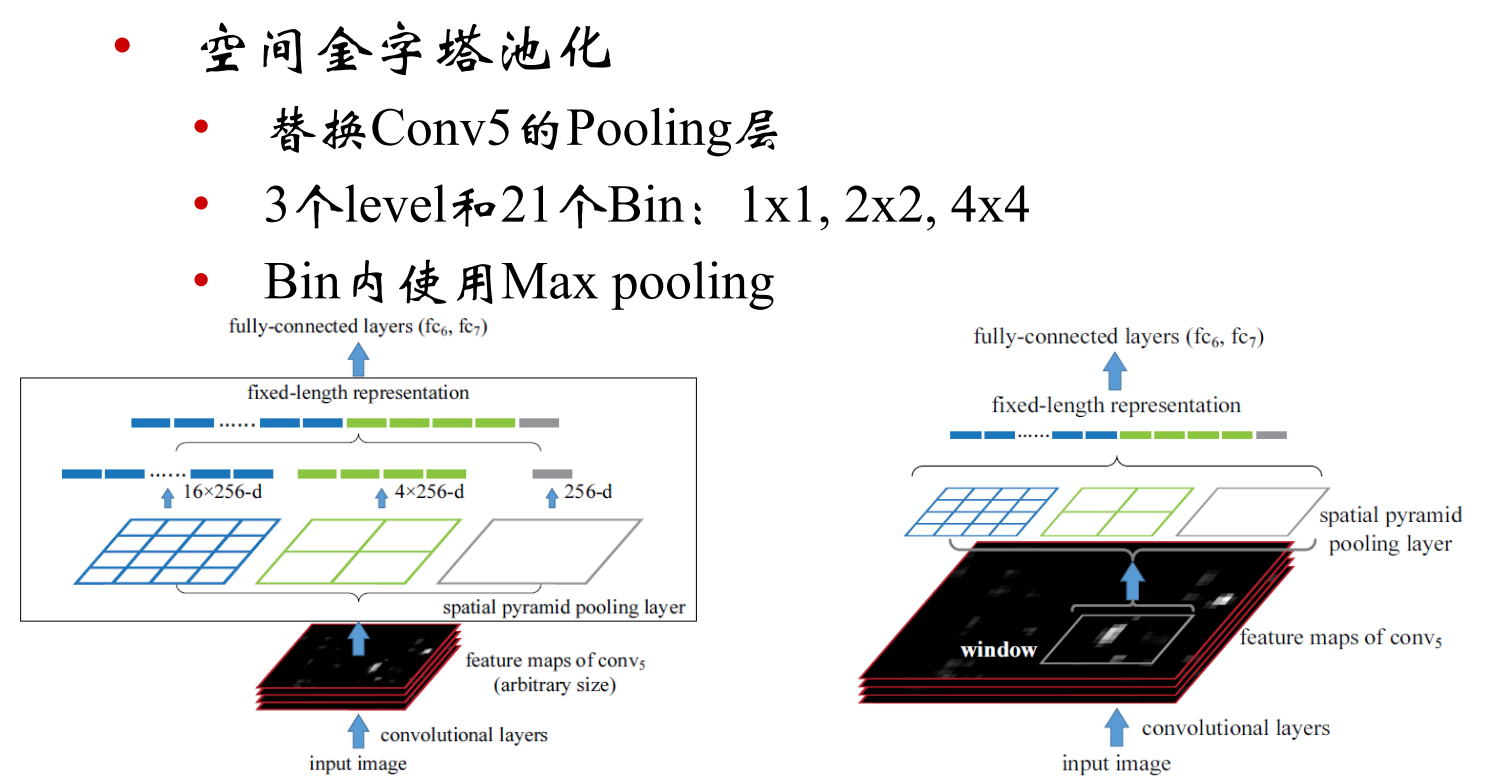 • 空间金字塔池化
• 替换Conv5的Pooling层
• 3个level和21个Bin：1x1, 2x2, 4x4
• Bin内使用Max pooling
fully-connected layers (fc₆, fc₇)
fixed-length representation
......
......
16×256-d
4×256-d
256-d
spatial pyramid pooling layer
feature maps of conv₅
(arbitrary size)
convolutional layers
input image
fully-connected layers (fc₆, fc₇)
fixed-length representation
......
spatial pyramid
pooling layer
window
feature maps of conv₅
convolutional layers
input image